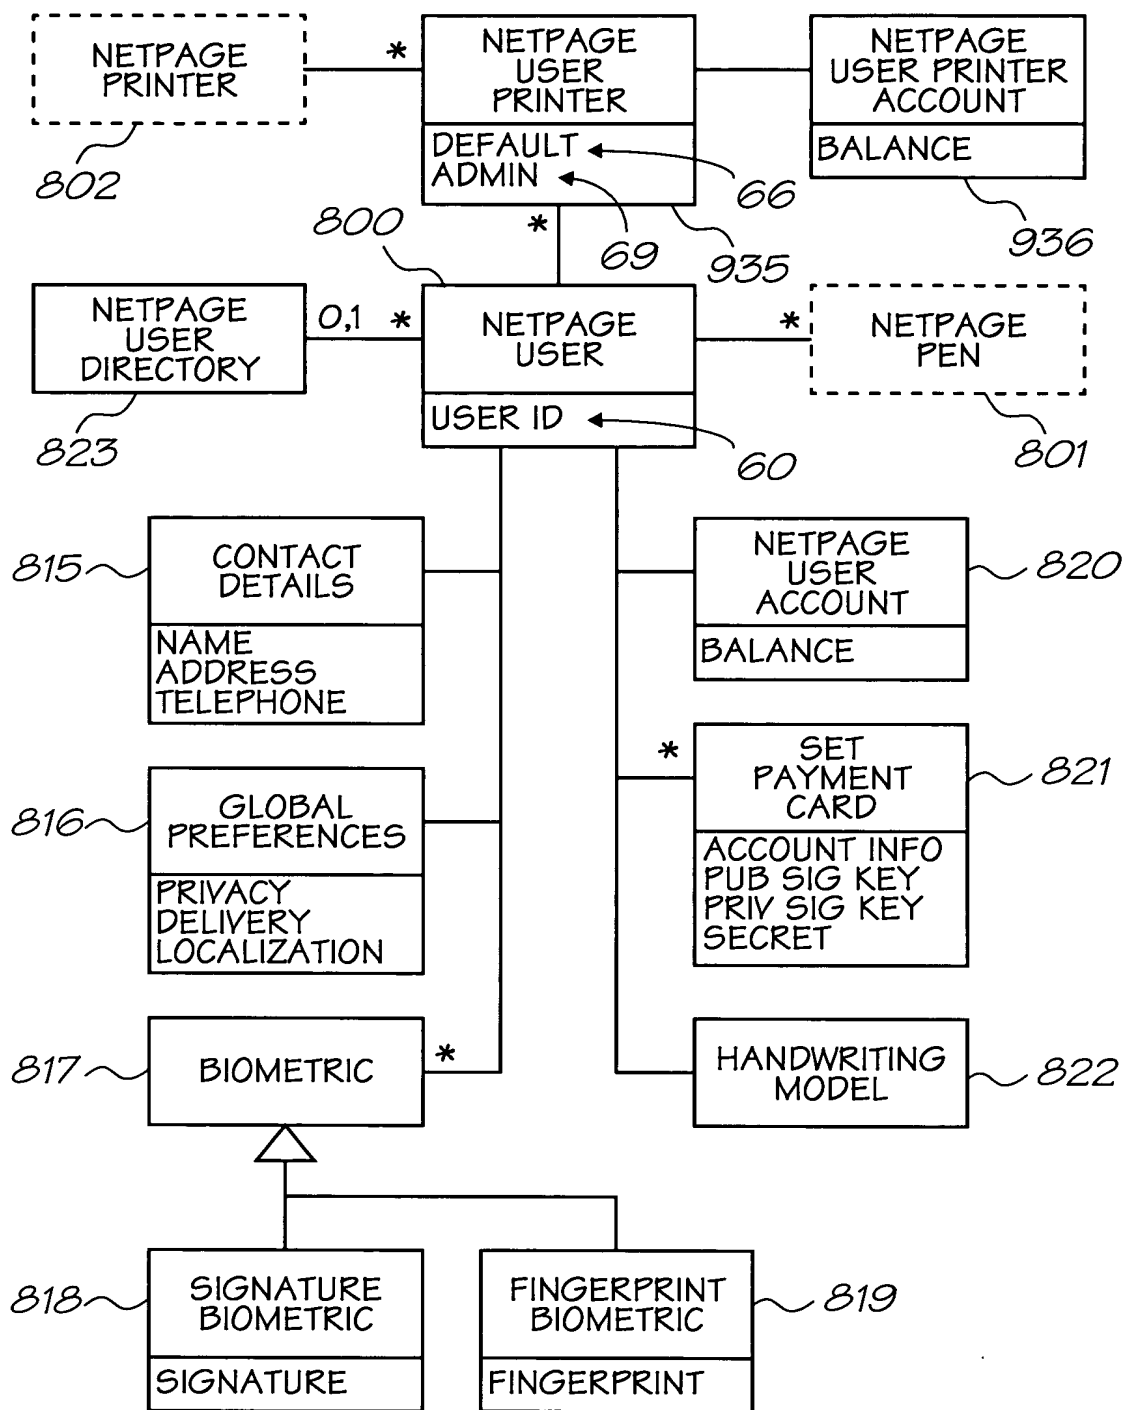 NETPAGE
PRINTER
802
*
NETPAGE
USER
PRINTER
DEFAULT
ADMIN
66
69
935
NETPAGE
USER PRINTER
ACCOUNT
BALANCE
936
*
800
NETPAGE
USER
DIRECTORY
823
0,1 *
NETPAGE
USER
USER ID
60
*
NETPAGE
PEN
801
815
CONTACT
DETAILS
NAME
ADDRESS
TELEPHONE
NETPAGE
USER
ACCOUNT
BALANCE
820
816
GLOBAL
PREFERENCES
PRIVACY
DELIVERY
LOCALIZATION
*
SET
PAYMENT
CARD
ACCOUNT INFO
PUB SIG KEY
PRIV SIG KEY
SECRET
821
817
BIOMETRIC
*
HANDWRITING
MODEL
822
818
SIGNATURE
BIOMETRIC
SIGNATURE
FINGERPRINT
BIOMETRIC
FINGERPRINT
819